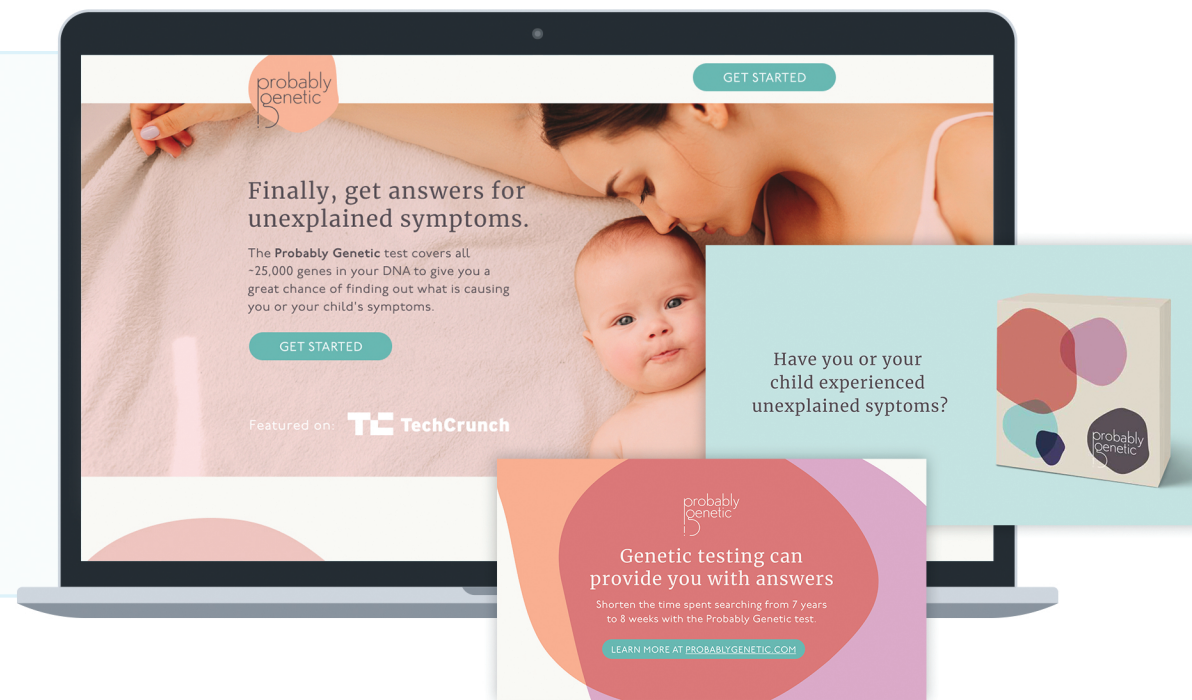 probably
genetic
GET STARTED
Finally, get answers for
unexplained symptoms.
The Probably Genetic test covers all
~25,000 genes in your DNA to give you a
great chance of finding out what is causing
you or your child's symptoms.
GET STARTED
Featured on: TC TechCrunch
Have you or your
child experienced
unexplained syptoms?
probably
genetic
probably
genetic
Genetic testing can
provide you with answers
Shorten the time spent searching from 7 years
to 8 weeks with the Probably Genetic test.
LEARN MORE AT PROBABLYGENETIC.COM